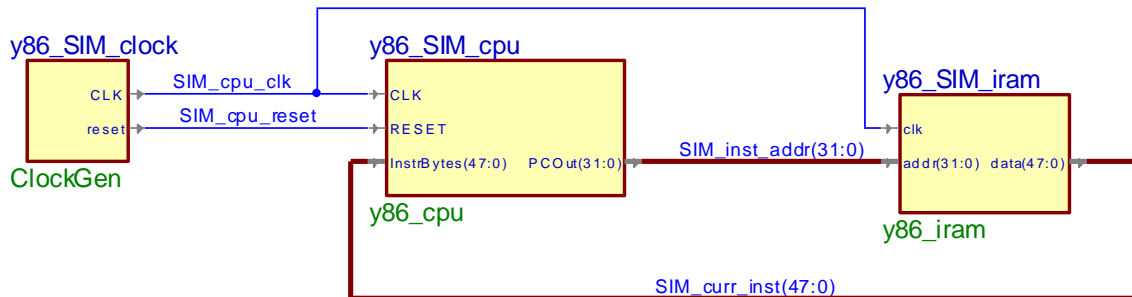 y86_SIM_clock
CLK
reset
ClockGen
SIM_cpu_clk
SIM_cpu_reset
y86_SIM_cpu
CLK
RESET
InstrBytes(47:0) PCOut(31:0)
y86_cpu
SIM_inst_addr(31:0)
y86_SIM_iram
clk
addr(31:0) data(47:0)
y86_iram
SIM_curr_inst(47:0)